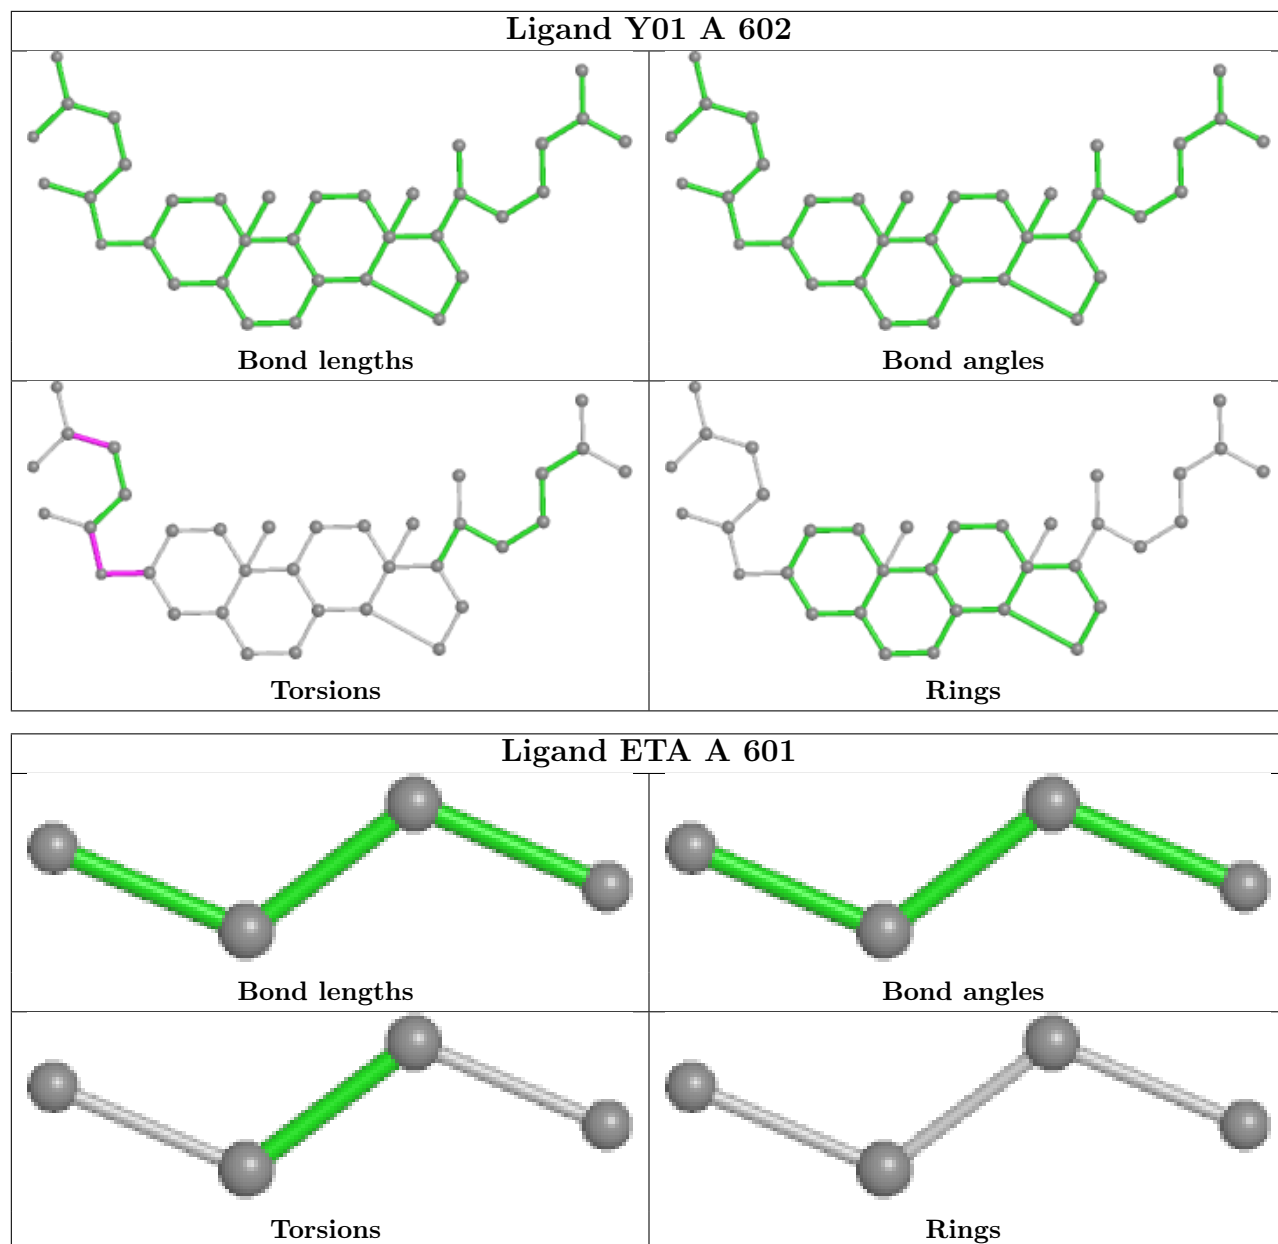 Ligand Y01 A 602
Bond lengths
Bond angles
Torsions
Rings
Ligand ETA A 601
Bond lengths
Bond angles
Torsions
Rings